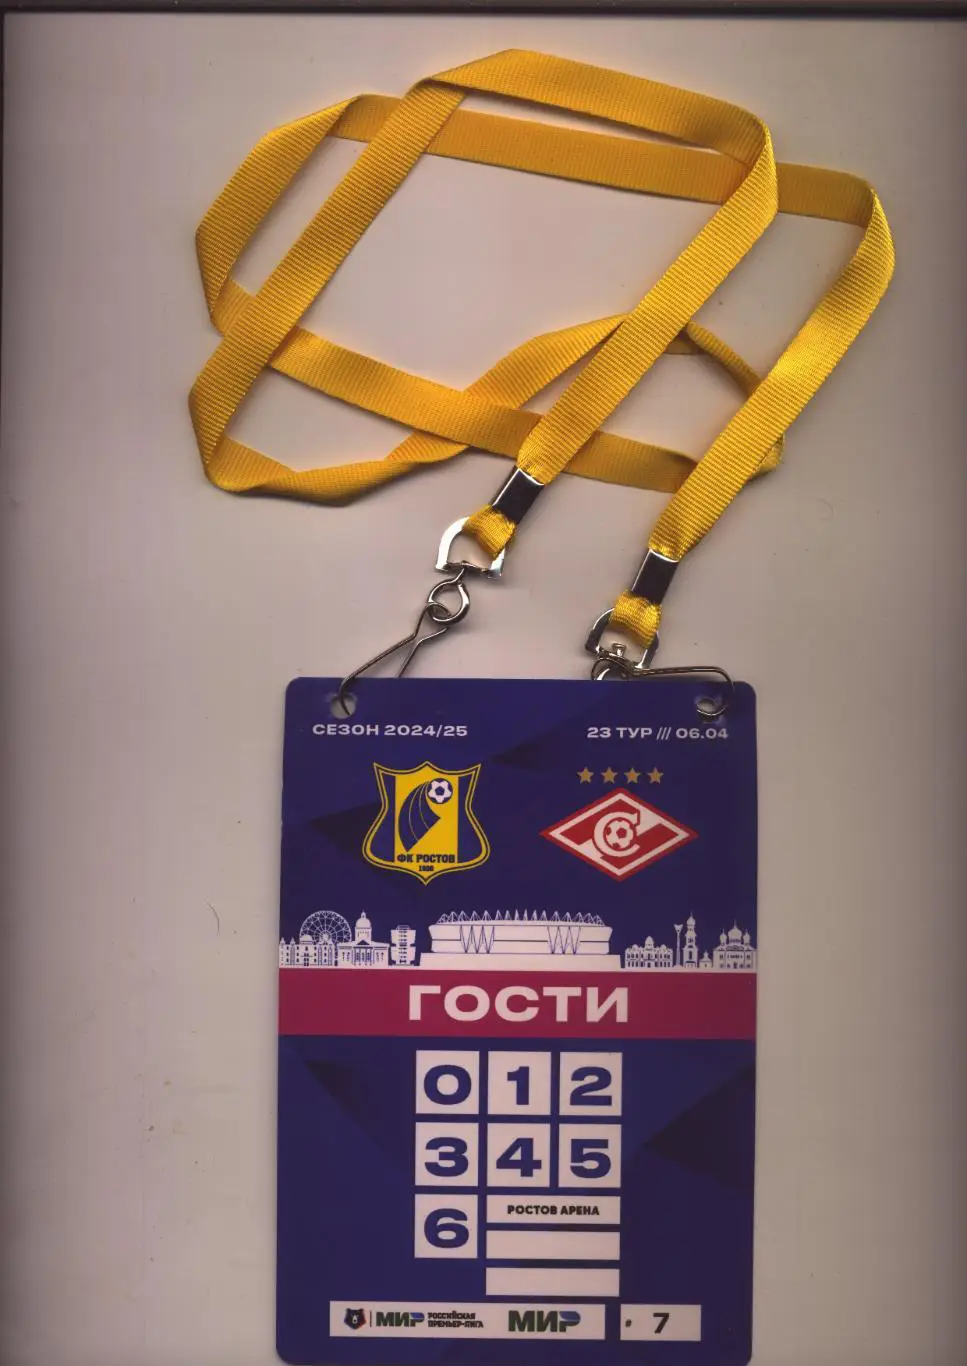 СЕЗОН 2024/25
23 ТУР /// 06.04
ФК РОСТОВ
1930
С
ГОСТИ
0 1 2
3 4 5
6
РОСТОВ АРЕНА
МИР РОССИЙСКАЯ
ПРЕМЬЕР-ЛИГА
МИР
7